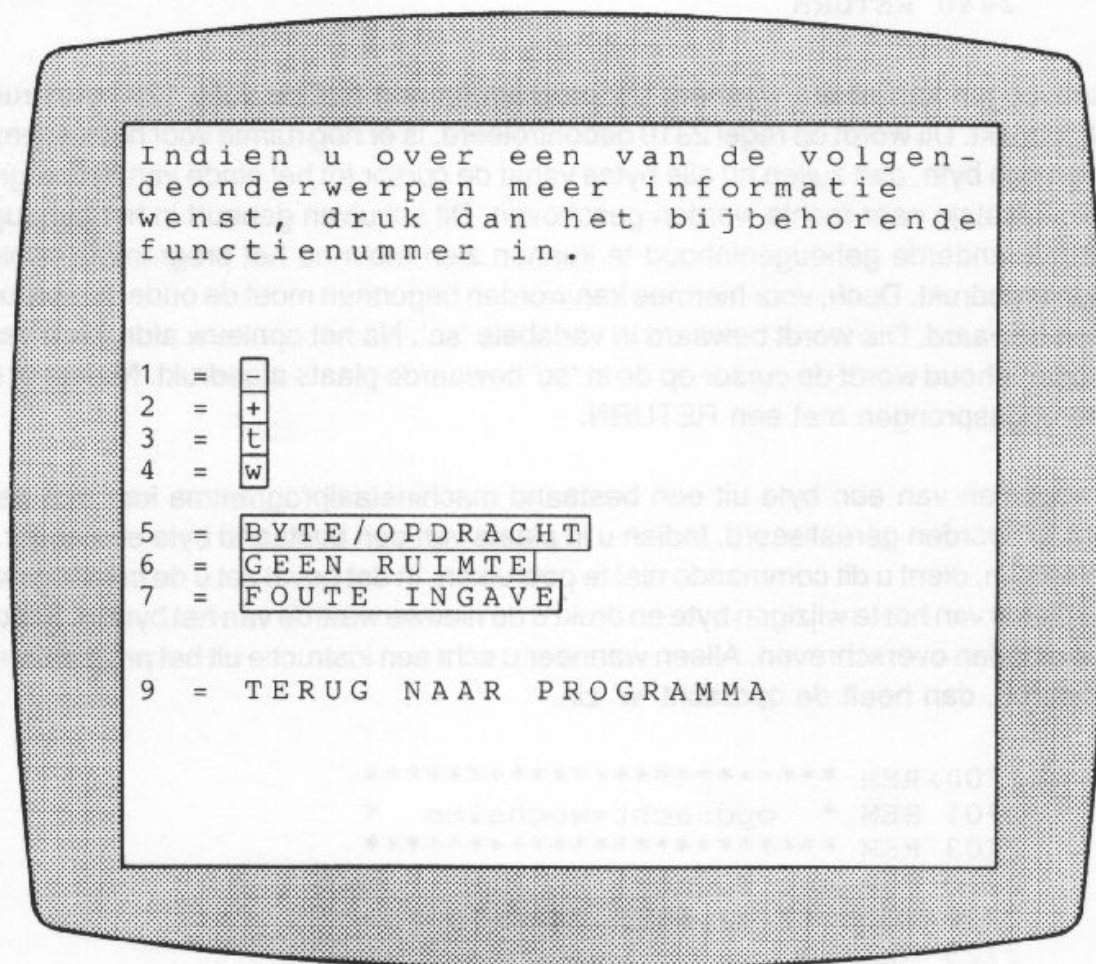 Indien u over een van de volgen-
deonderwerpen meer informatie
wenst, druk dan het bijbehorende
functienummer in.
1 = -
2 = +
3 = t
4 = w
5 = BYTE/OPDRACHT
6 = GEEN RUIMTE
7 = FOUTE INGAVE
9 = TERUG NAAR PROGRAMMA